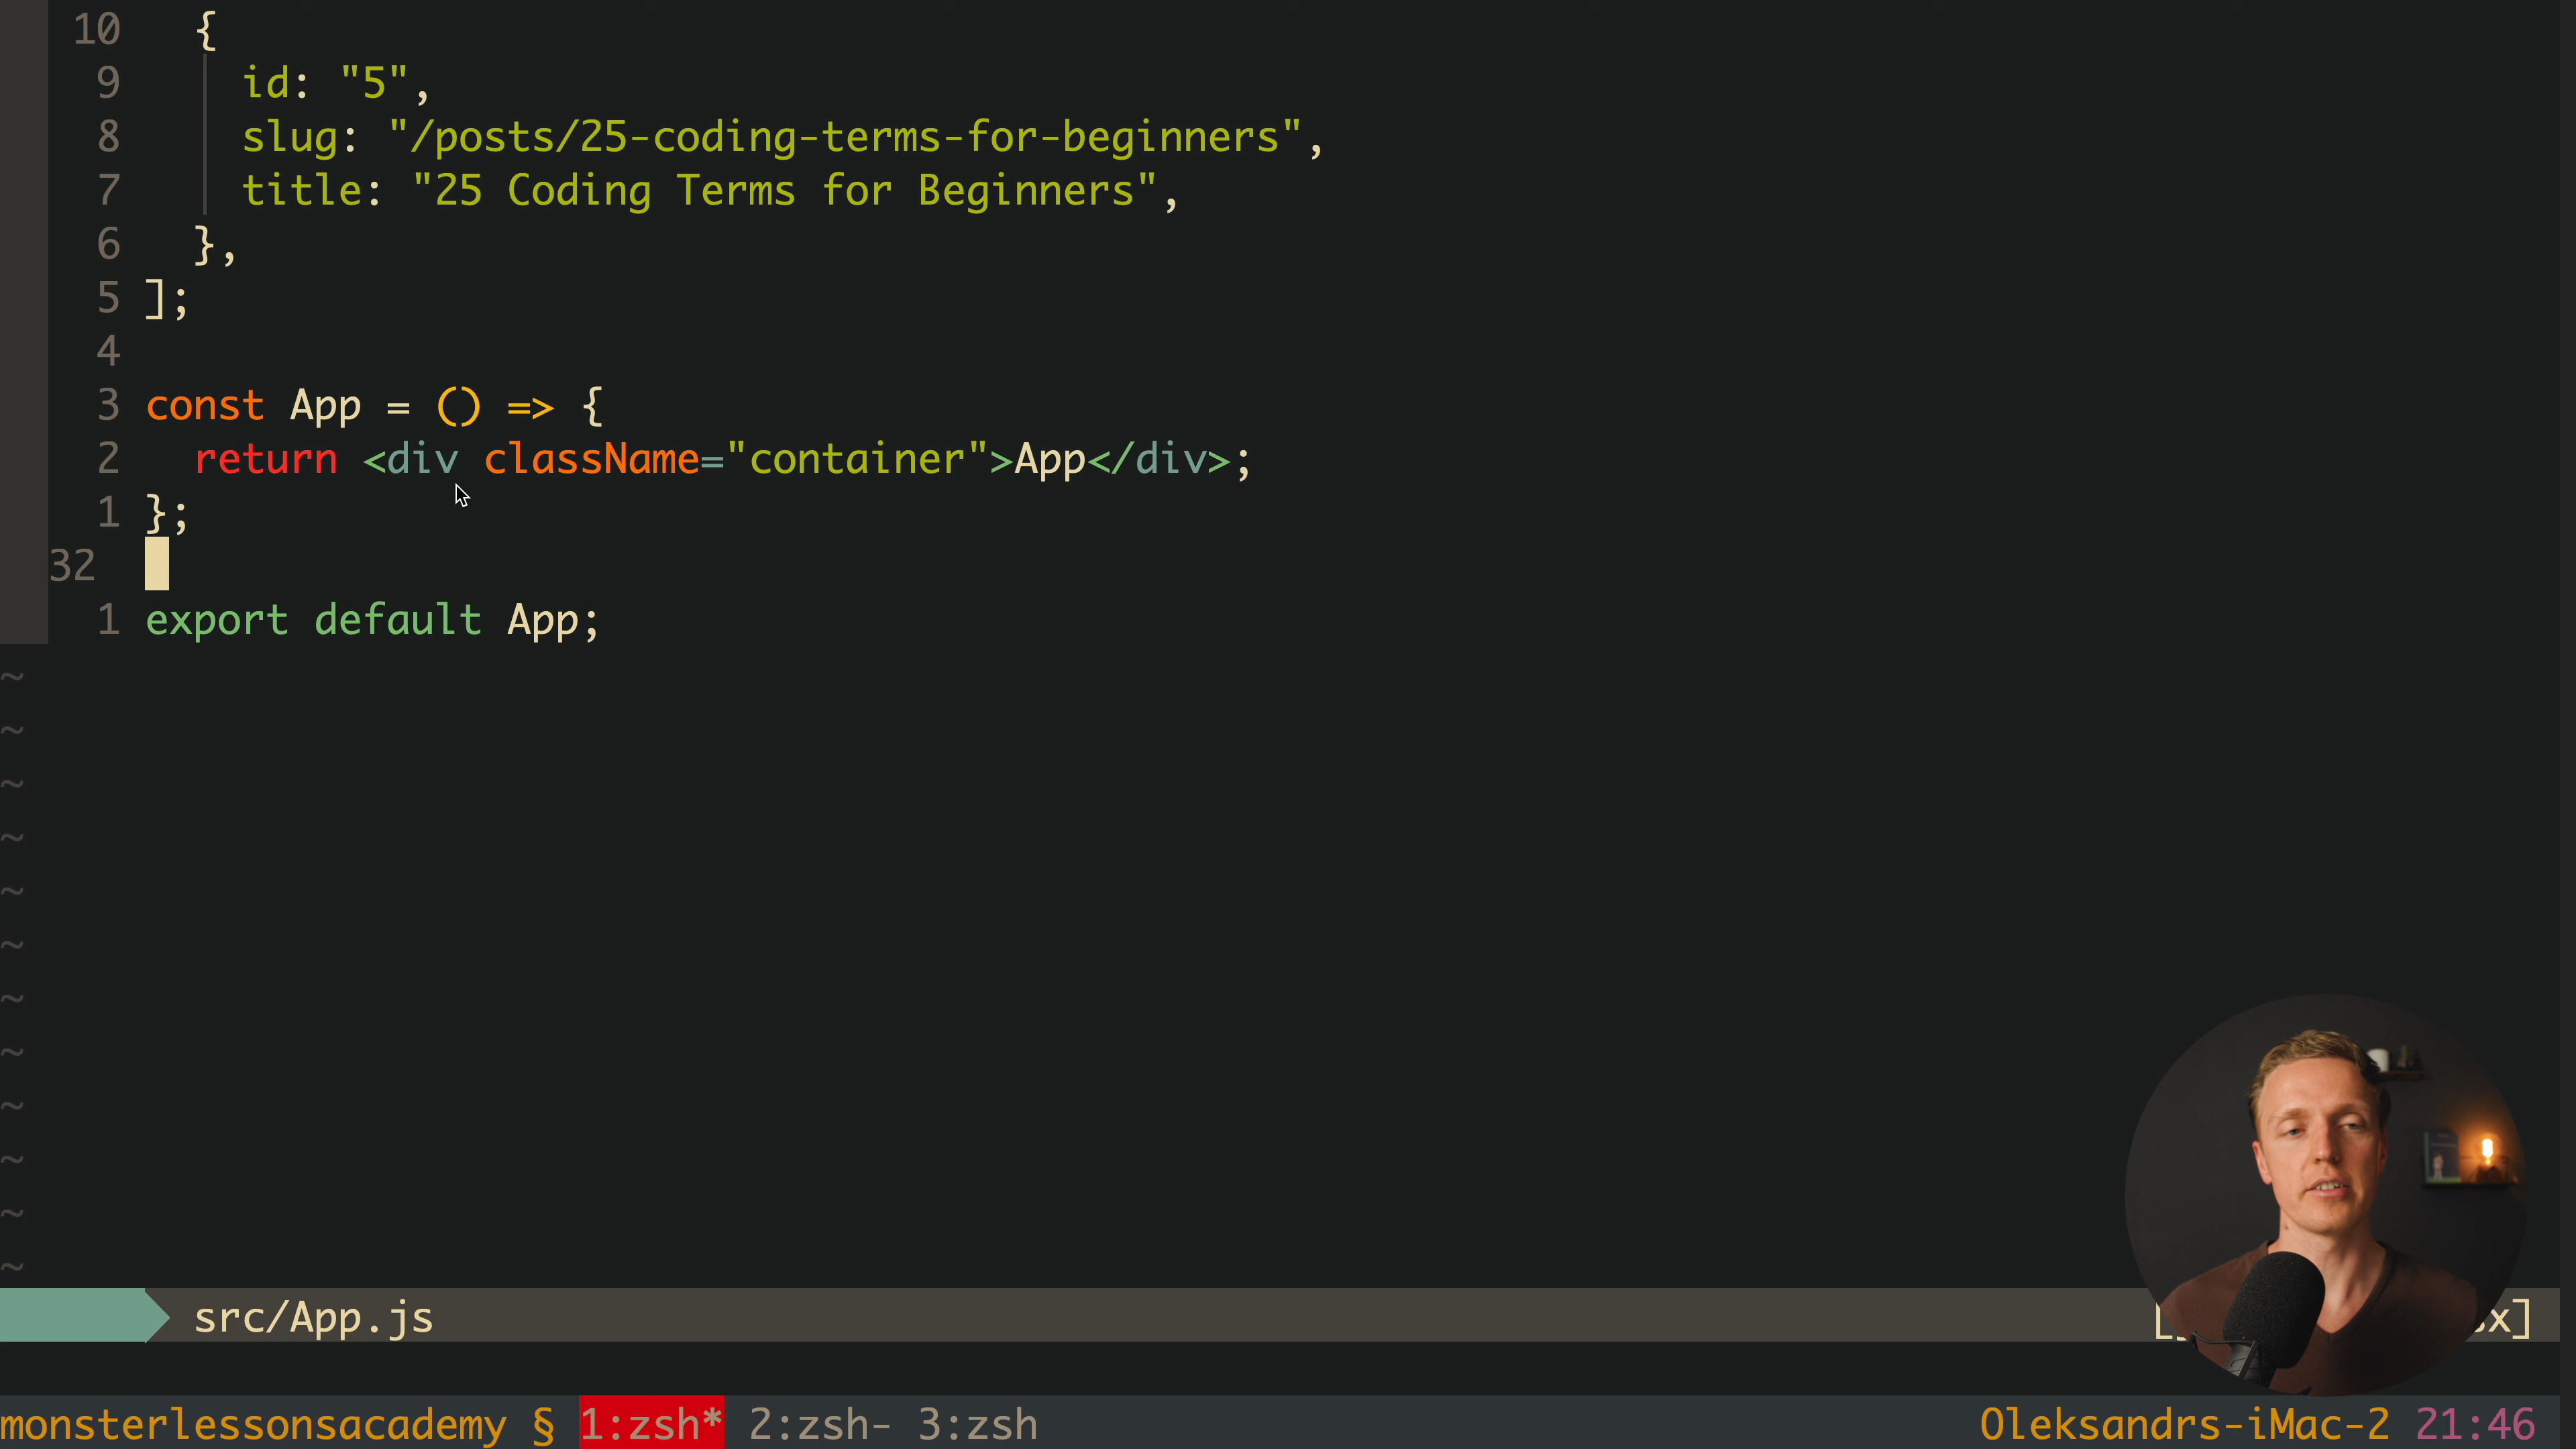 10 {
9 id: "5",
8 slug: "/posts/25-coding-terms-for-beginners",
7 title: "25 Coding Terms for Beginners",
6 },
5 ];
4
3 const App = () => {
2 return <div className="container">App</div>;
1 };
32
1 export default App;
~
~
~
~
~
~
~
~
~
~
~
~
src/App.js
monsterlessonsacademy § 1:zsh* 2:zsh- 3:zsh Oleksandrs-iMac-2 21:46